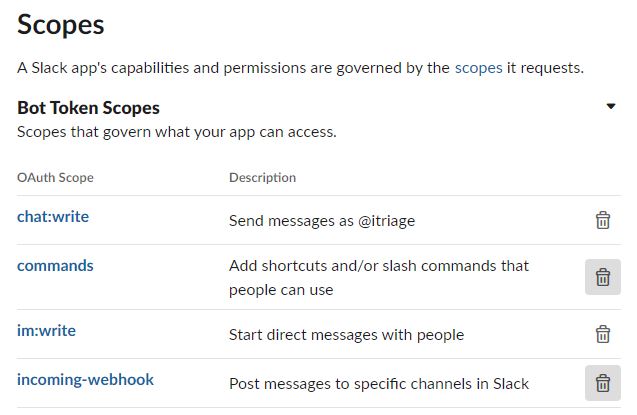 Scopes
A Slack app's capabilities and permissions are governed by the scopes it requests.
Bot Token Scopes
Scopes that govern what your app can access.
OAuth Scope Description
chat:write Send messages as @itriage
commands Add shortcuts and/or slash commands that
people can use
im:write Start direct messages with people
incoming-webhook Post messages to specific channels in Slack